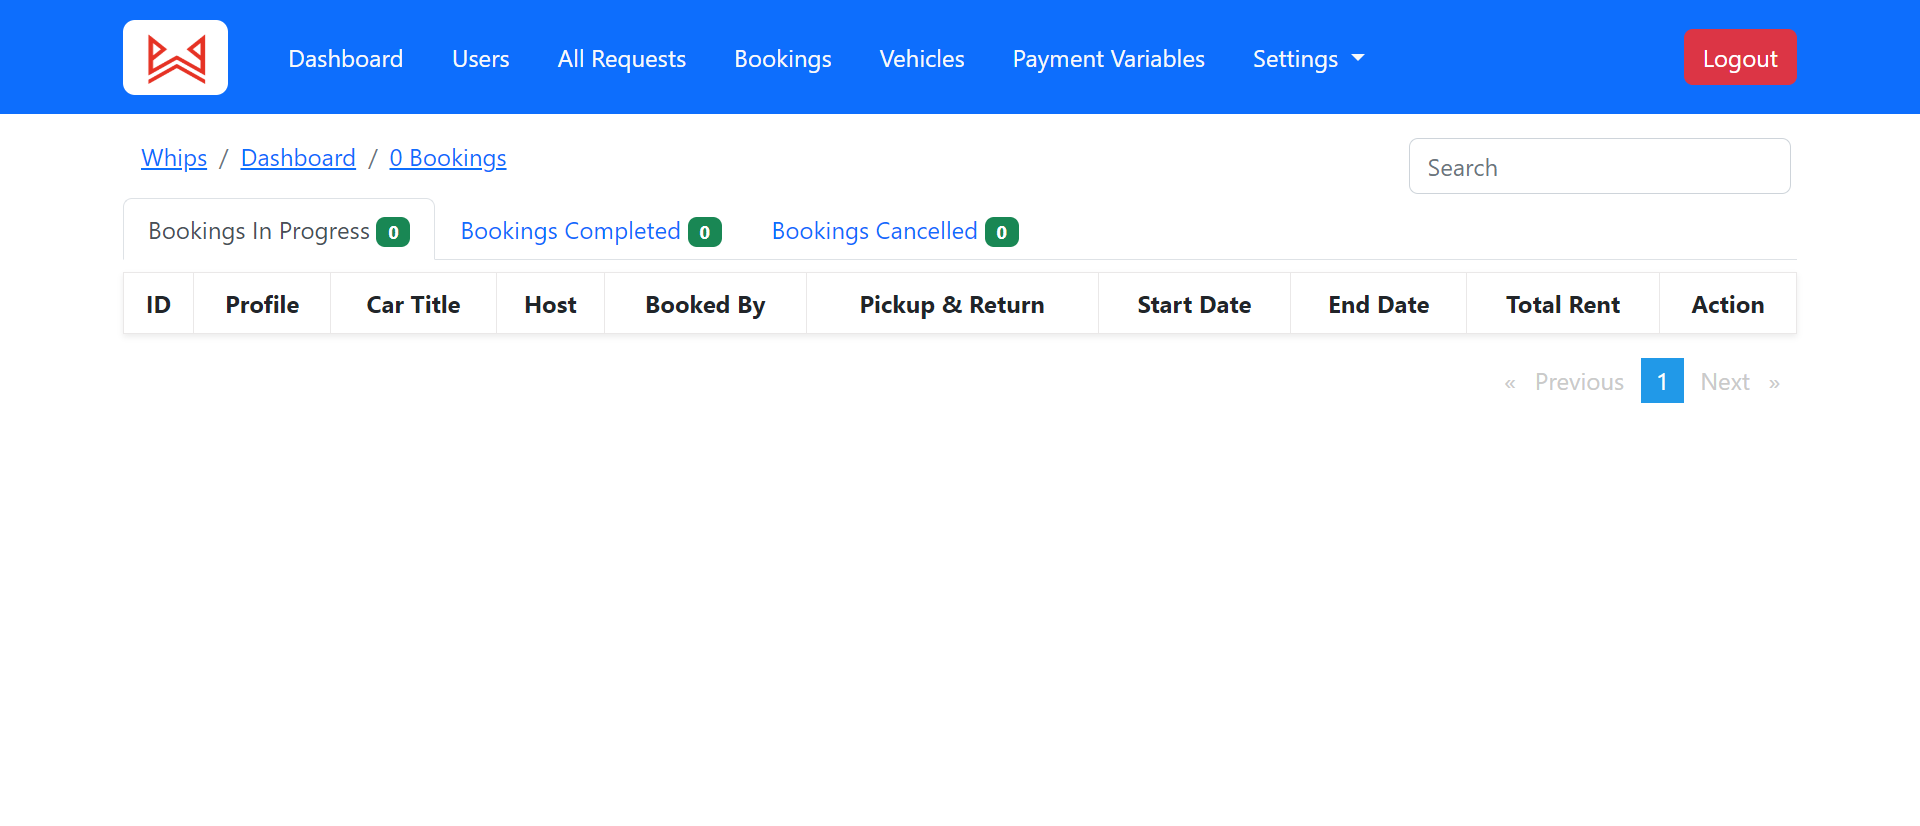 Dashboard Users All Requests Bookings Vehicles Payment Variables Settings Logout
Whips / Dashboard / 0 Bookings
Search
Bookings In Progress 0 Bookings Completed 0 Bookings Cancelled 0
ID Profile Car Title Host Booked By Pickup & Return Start Date End Date Total Rent Action
« Previous 1 Next »